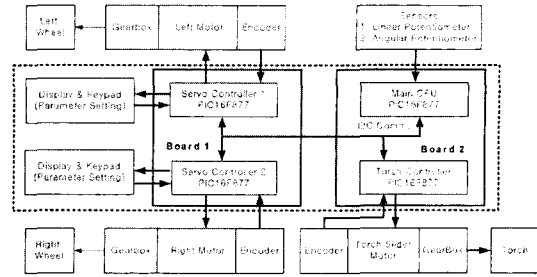 Left
Wheel
Gearbox
Left Motor
Encoder
Sensors
1. Linear Potentiometer
2. Angular Potentiometer
Display & Keypad
(Parameter Setting)
Servo Controller 1
PIC16F877
Main CPU
PIC16F877
I2C Comm.
Board 1
Board 2
Display & Keypad
(Parameter Setting)
Servo Controller 2
PIC16F877
Torch Controller
PIC16F877
Right
Wheel
Gearbox
Right Motor
Encoder
Encoder
Torch Slider
Motor
GearBox
Torch